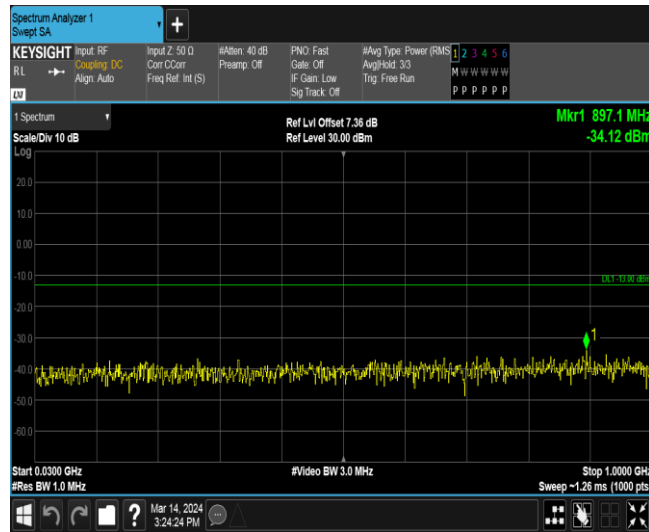 Spectrum Analyzer 1
Swept SA
+
KEYSIGHT Input: RF Input Z: 50 Ω #Atten: 40 dB PNO: Fast #Avg Type: Power (RMS 1 2 3 4 5 6
RL Coupling: DC Corr CCorr Preamp: Off Gate: Off Avg|Hold: 3/3 M W W W W W
Align: Auto Freq Ref: Int (S) IF Gain: Low Trig: Free Run
Sig Track: Off P P P P P P
LXI
1 Spectrum
Ref Lvl Offset 7.36 dB Mkr1 897.1 MHz
Scale/Div 10 dB Ref Level 30.00 dBm -34.12 dBm
Log
20.0
10.0
0.00
-10.0
DL1 -13.00 dBm
-20.0
-30.0
1
-40.0
-50.0
-60.0
Start 0.0300 GHz #Video BW 3.0 MHz Stop 1.0000 GHz
#Res BW 1.0 MHz Sweep ~1.26 ms (1000 pts
? Mar 14, 2024
3:24:24 PM